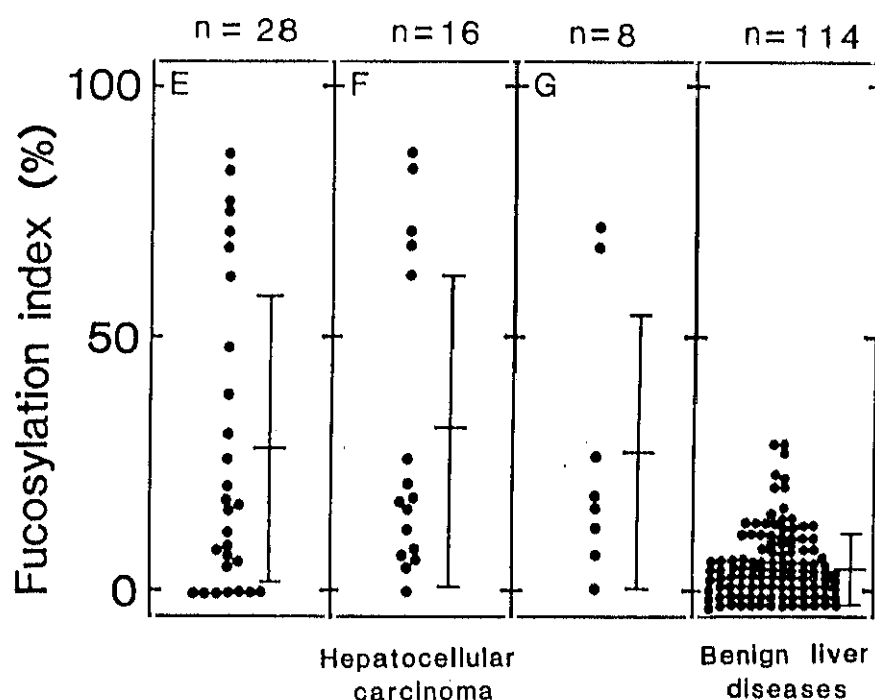 n = 28 n=16 n=8 n=114
100 E F G
Fucosylation index (%)
50
0
Hepatocellular carcinoma
Benign liver diseases